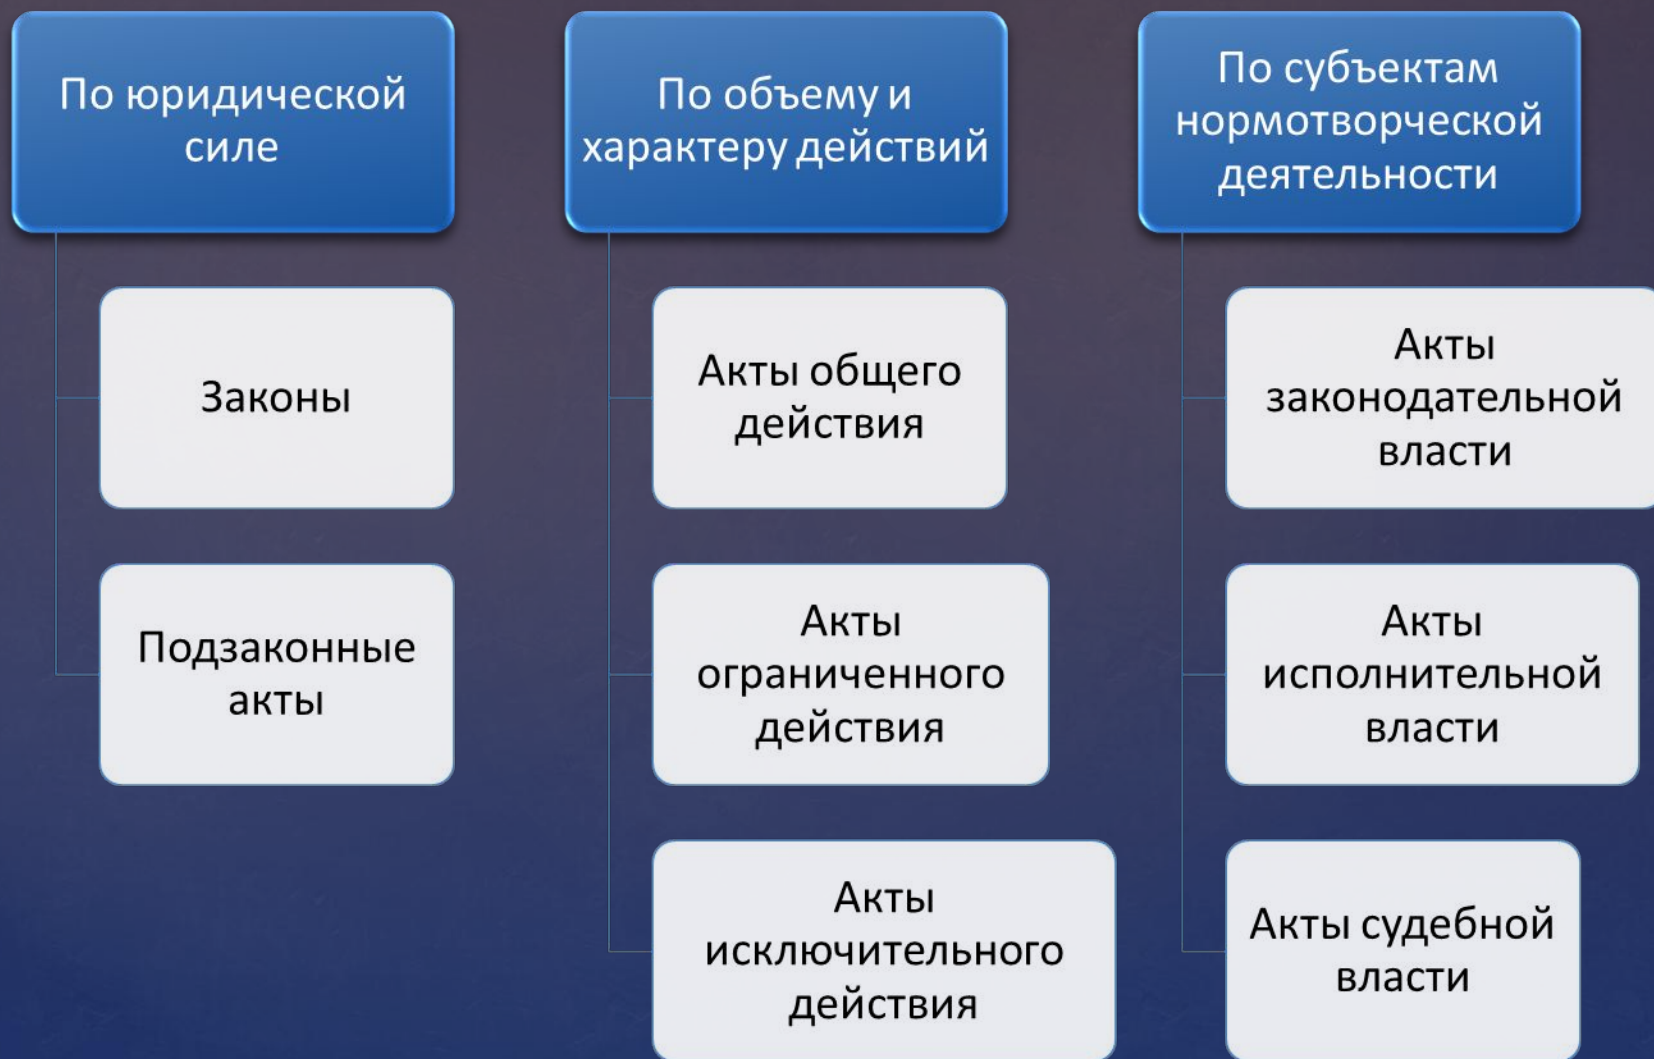 По юридической
силе
Законы
Подзаконные
акты
По объему и
характеру действий
Акты общего
действия
Акты
ограниченного
действия
Акты
исключительного
действия
По субъектам
нормотворческой
деятельности
Акты
законодательной
власти
Акты
исполнительной
власти
Акты судебной
власти